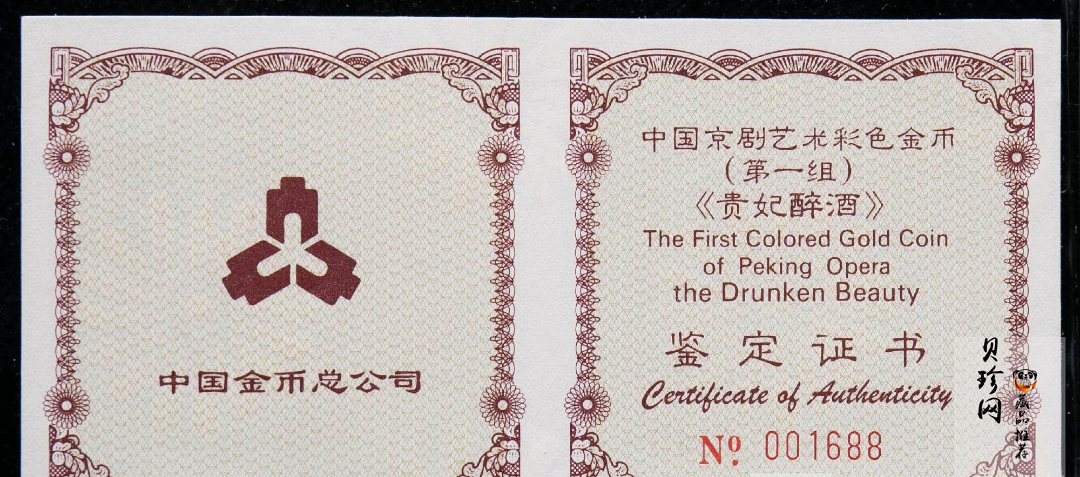 中国金币总公司
中国京剧艺术彩色金币
（第一组）
《贵妃醉酒》
The First Colored Gold Coin
of Peking Opera
the Drunken Beauty
鉴定证书
Certificate of Authenticity
Nº 001688
贝珍网
藏品推荐